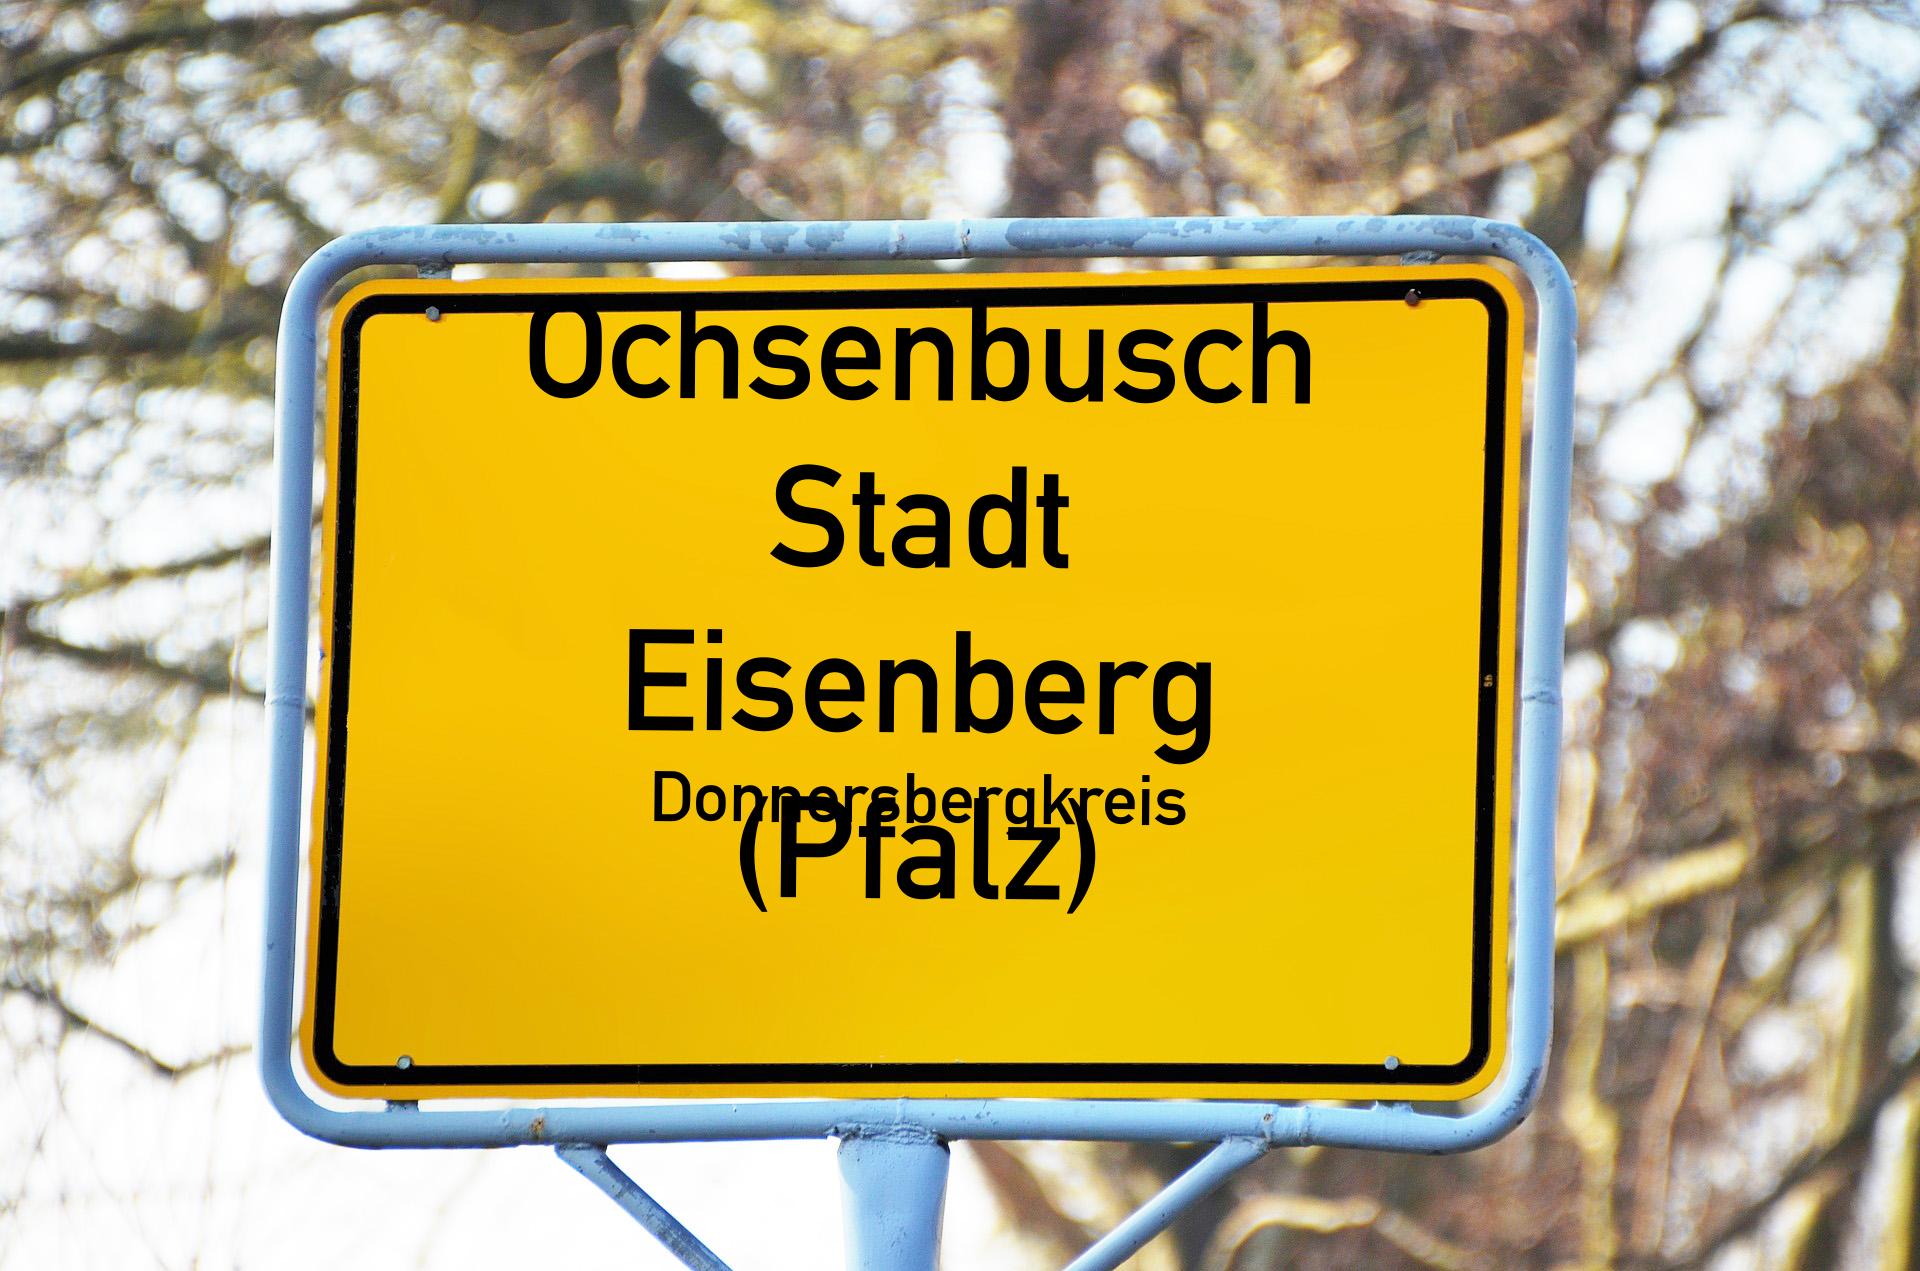 Ochsenbusch
Stadt
Eisenberg
Donnersbergkreis
(Pfalz)